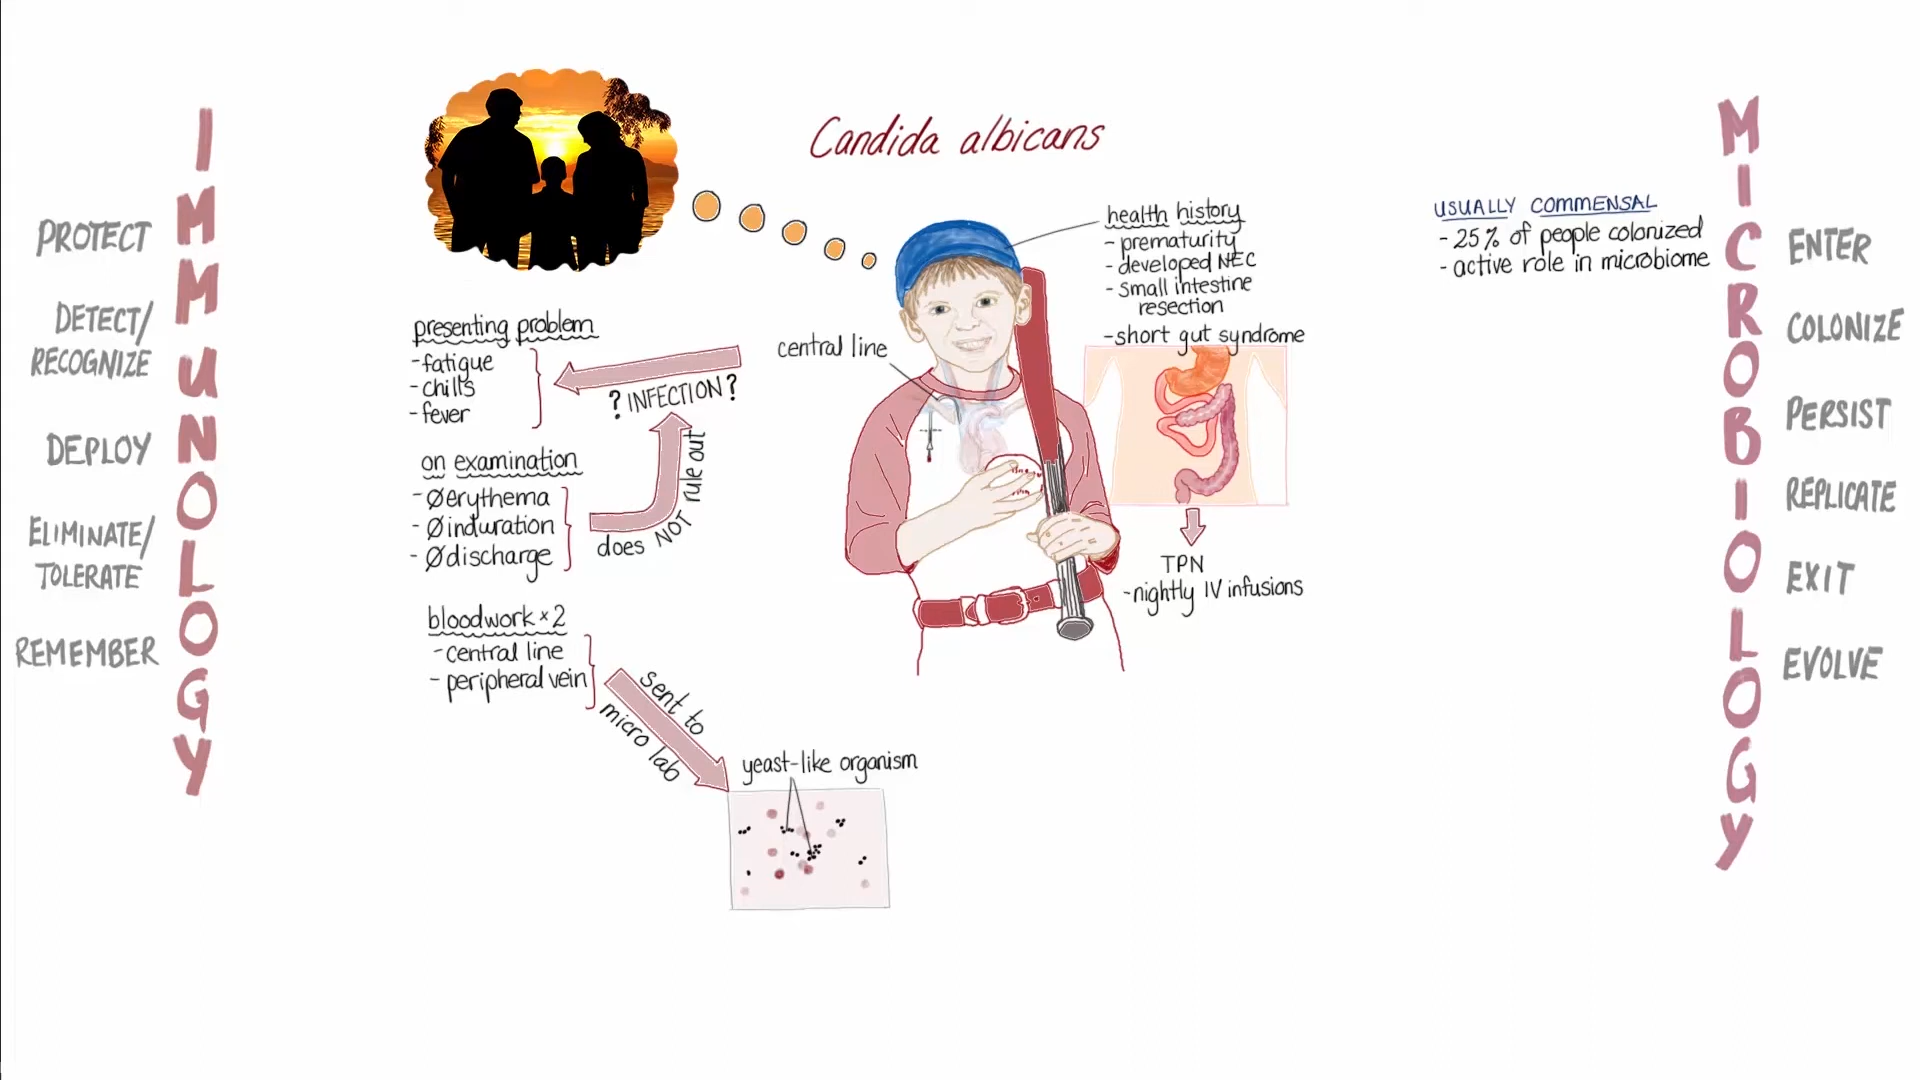 Candida albicans
IMMUNOLOGY
PROTECT
DETECT/
RECOGNIZE
DEPLOY
ELIMINATE/
TOLERATE
REMEMBER
presenting problem
-fatigue
-chills
-fever
? INFECTION ?
on examination
-Øerythema
-Øinduration
-Ødischarge
does NOT rule out
bloodwork x2
-central line
-peripheral vein
sent to
micro lab
yeast-like organism
central line
health history
-prematurity
-developed NEC
-small intestine
resection
-short gut syndrome
TPN
-nightly IV infusions
USUALLY COMMENSAL
-25% of people colonized
-active role in microbiome
MICROBIOLOGY
ENTER
COLONIZE
PERSIST
REPLICATE
EXIT
EVOLVE